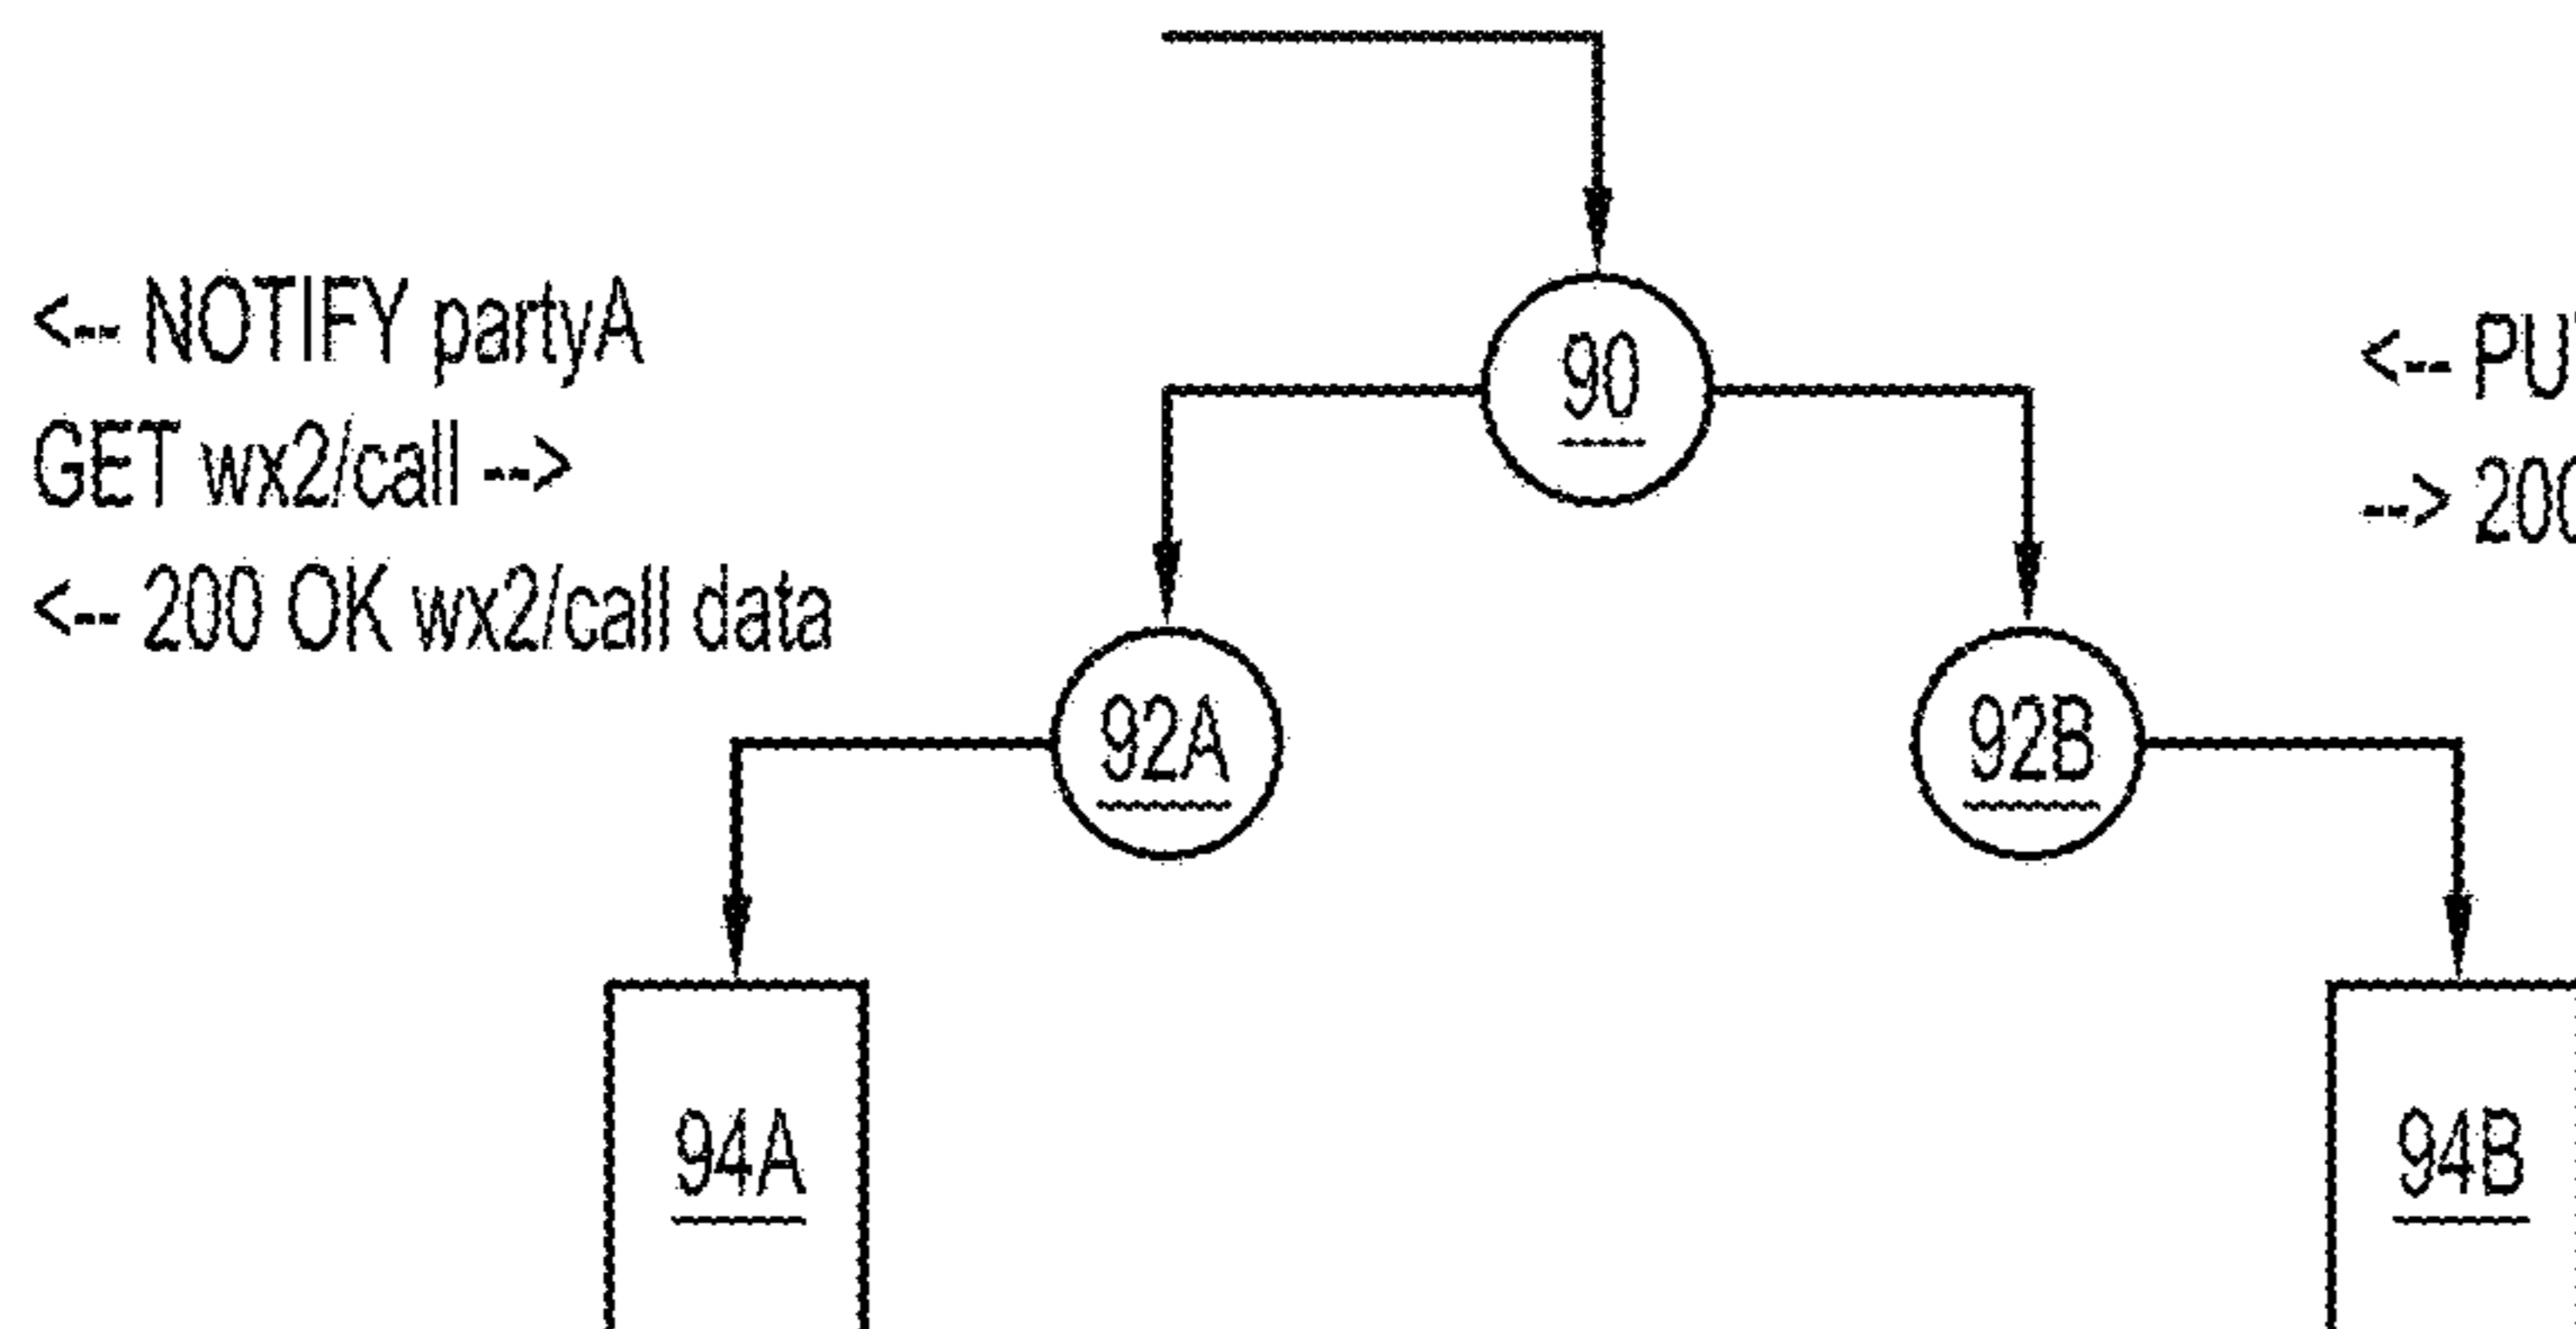 <-- NOTIFY partyA
GET wx2/call -->
<-- 200 OK wx2/call data
90
<--
-->
92A
92B
94A
94B